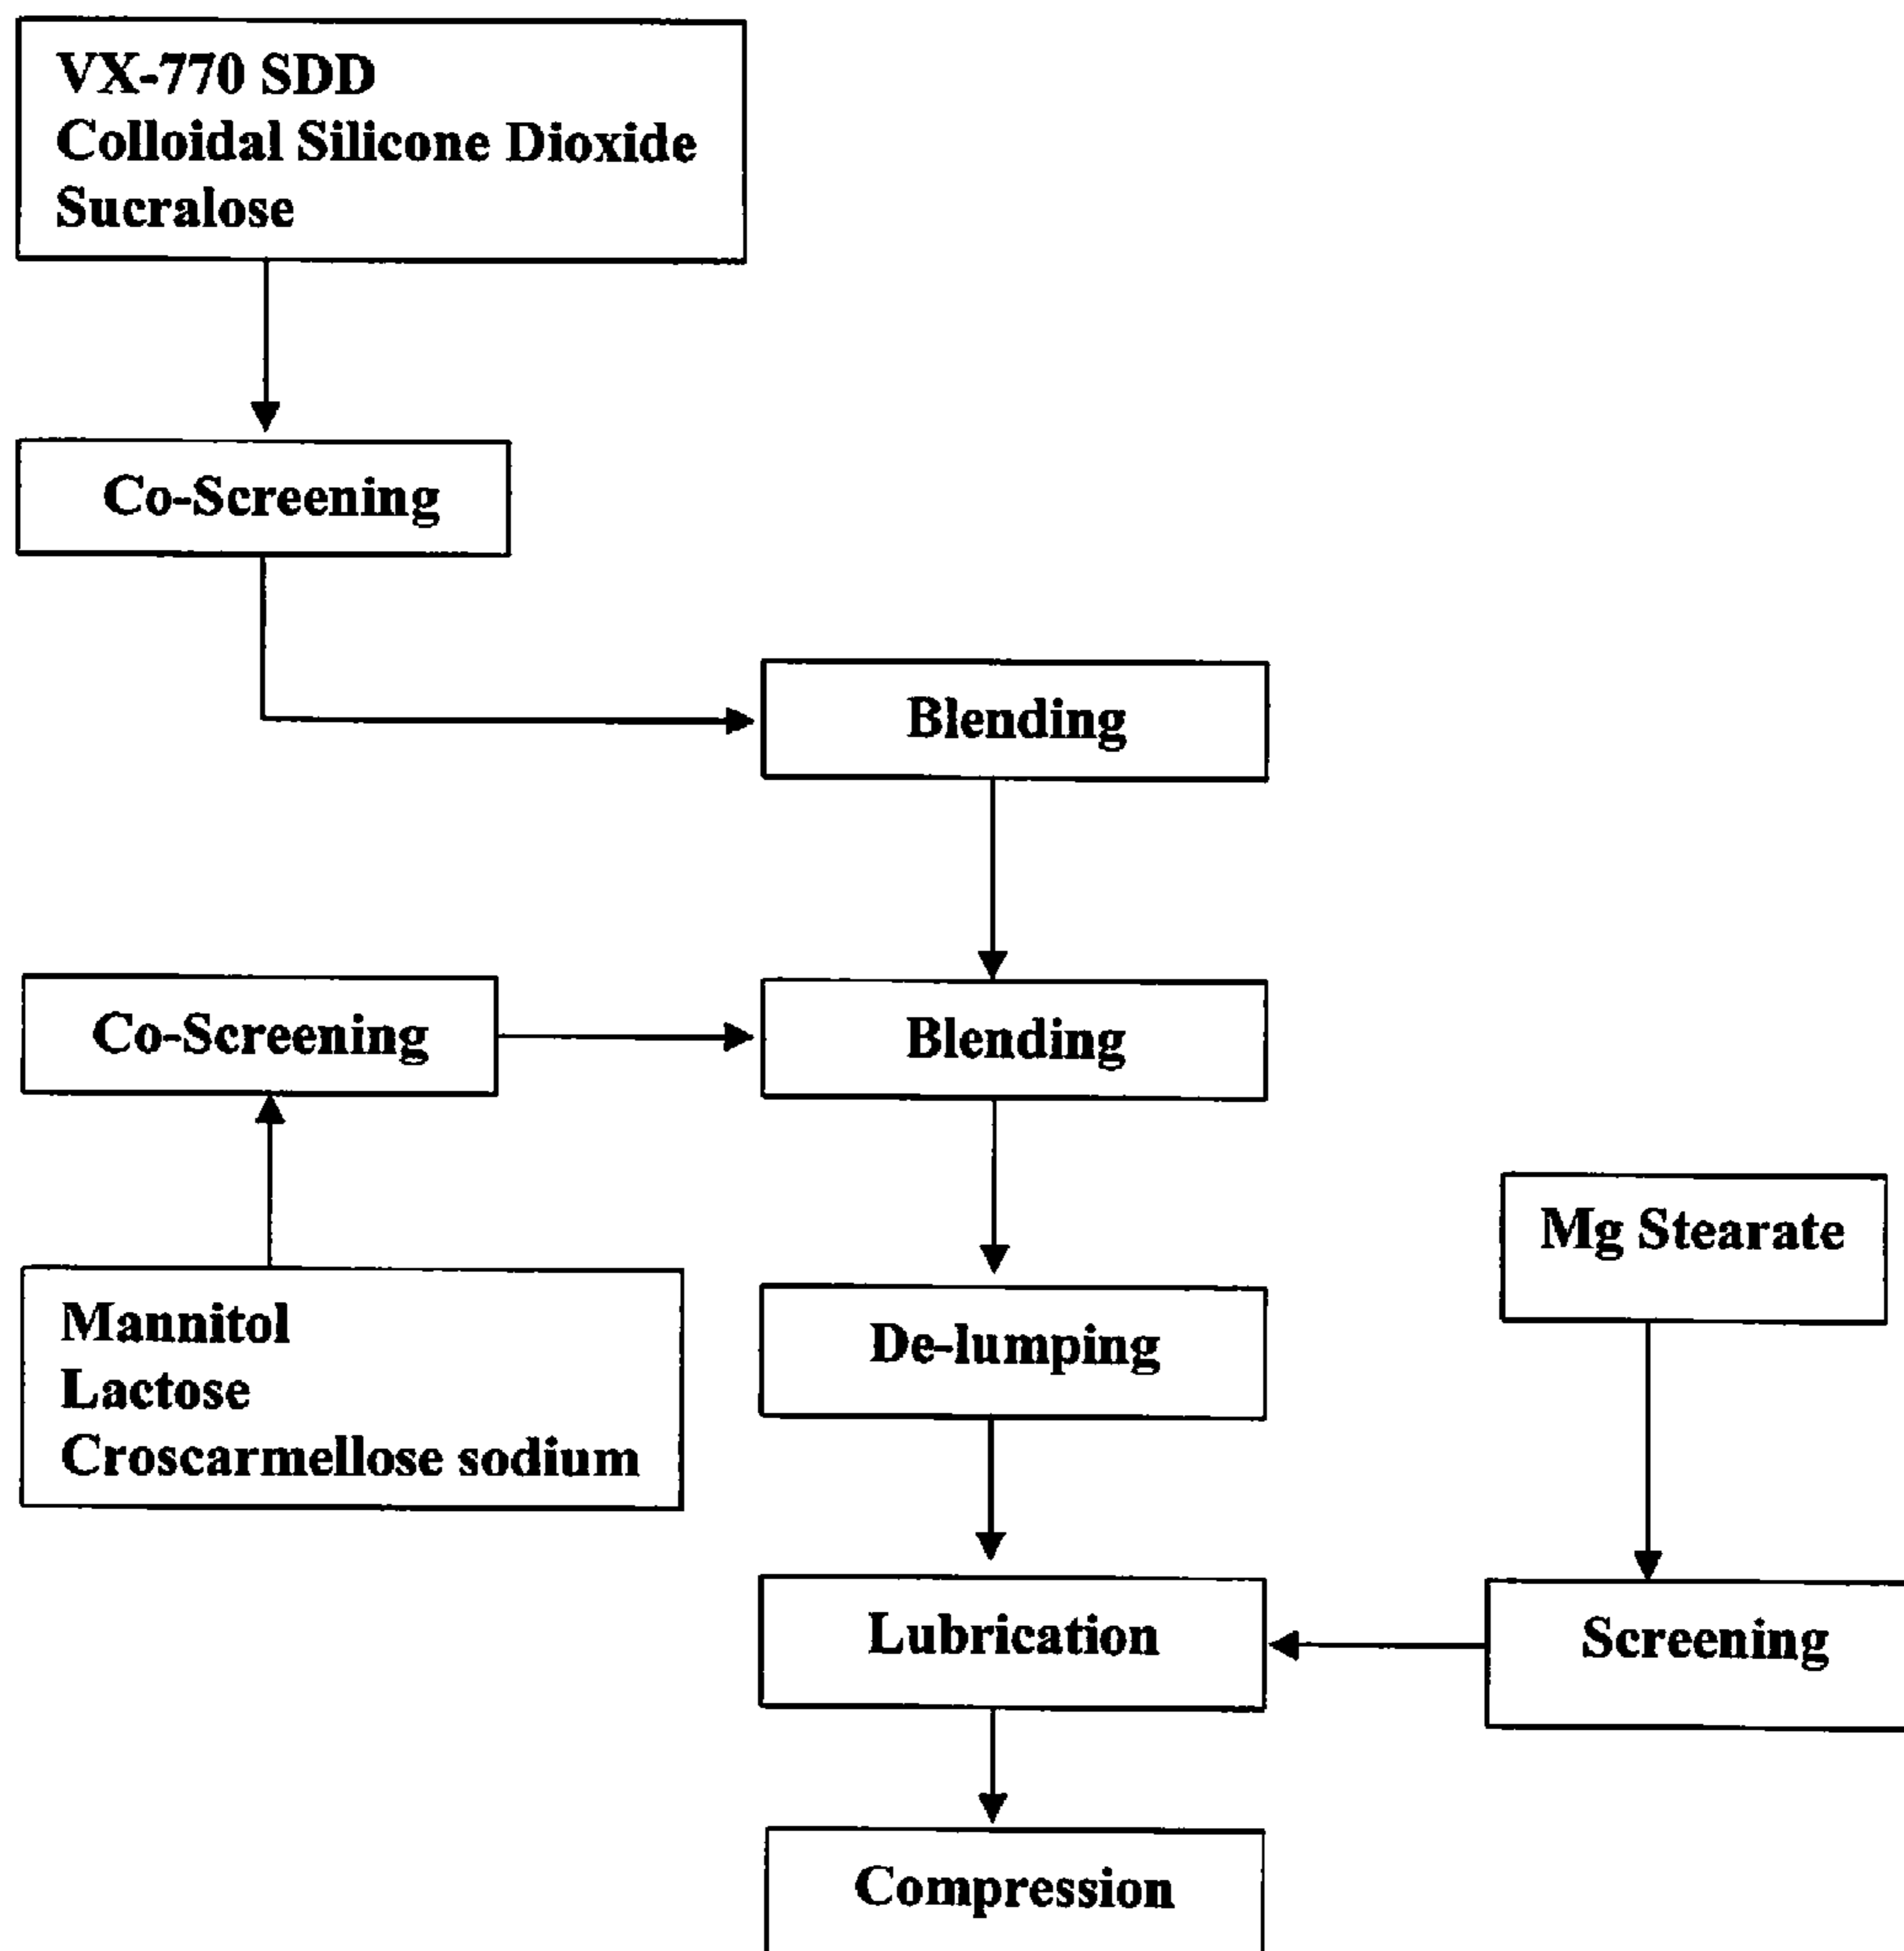 VX-770 SDD
Colloidal Silicone Dioxide
Sucralose
Co-Screening
Blending
Co-Screening
Blending
Mannitol
Lactose
Croscarmellose sodium
De-lumping
Mg Stearate
Lubrication
Screening
Compression